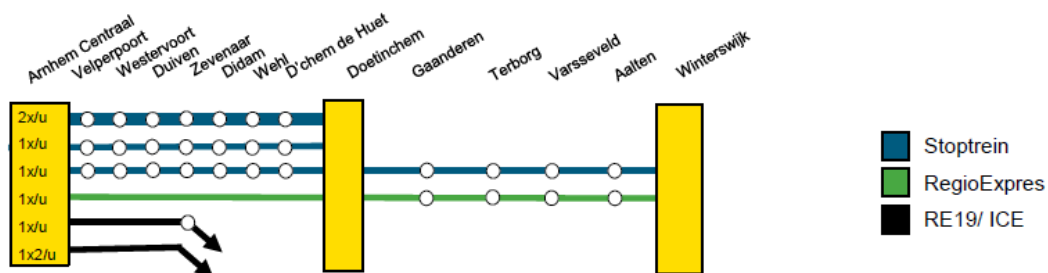 Arnhem Centraal
Velperpoort
Westervoort
Duiven
Zevenaar
Didam
Wehl
D'chem de Huet
Doetinchem
Gaanderen
Terborg
Varsseveld
Aalten
Winterswijk
2x/u
1x/u
1x/u
1x/u
1x/u
1x2/u
Stoptrein
RegioExpres
RE19/ ICE